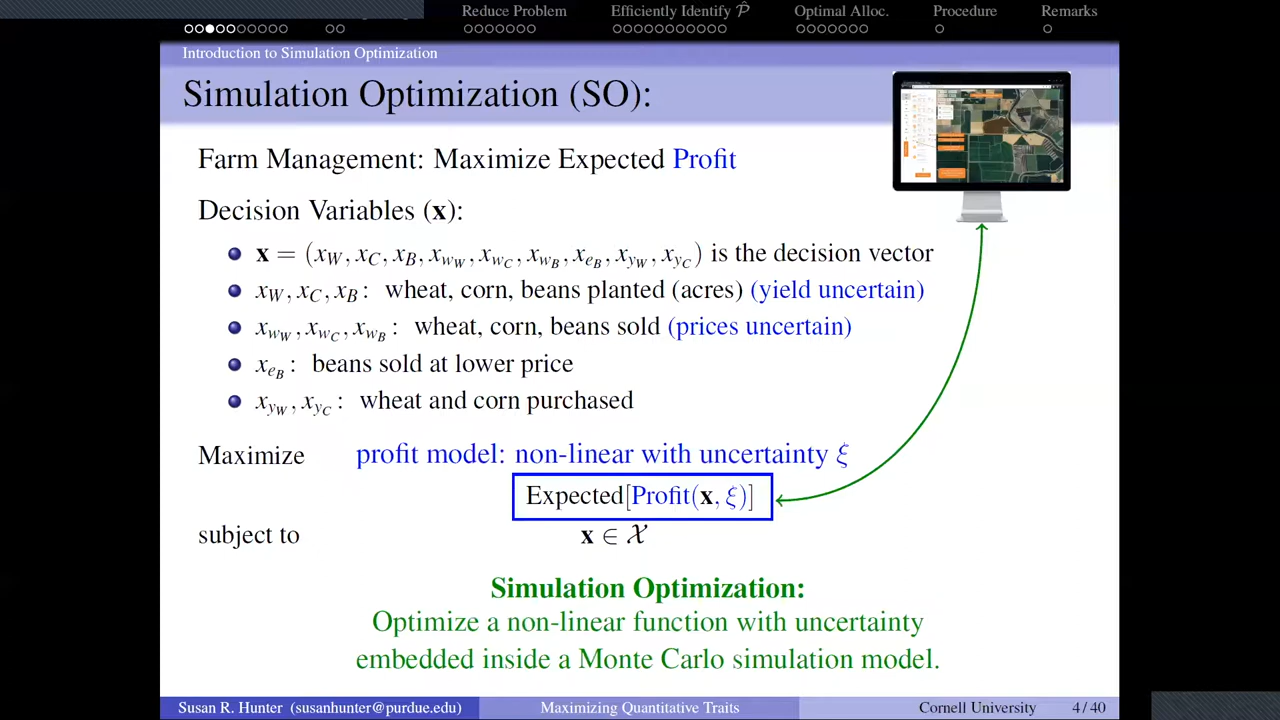 Reduce Problem Efficiently Identify P̂ Optimal Alloc. Procedure Remarks
Introduction to Simulation Optimization
Simulation Optimization (SO):
Farm Management: Maximize Expected Profit
Decision Variables (x):
x = (x_W, x_C, x_B, x_{w_W}, x_{w_C}, x_{w_B}, x_{e_B}, x_{y_W}, x_{y_C}) is the decision vector
x_W, x_C, x_B : wheat, corn, beans planted (acres) (yield uncertain)
x_{w_W}, x_{w_C}, x_{w_B} : wheat, corn, beans sold (prices uncertain)
x_{e_B} : beans sold at lower price
x_{y_W}, x_{y_C} : wheat and corn purchased
Maximize profit model: non-linear with uncertainty ξ
Expected[Profit(x, ξ)]
subject to x ∈ 𝒳
Simulation Optimization:
Optimize a non-linear function with uncertainty
embedded inside a Monte Carlo simulation model.
Susan R. Hunter (susanhunter@purdue.edu) Maximizing Quantitative Traits Cornell University 4 / 40